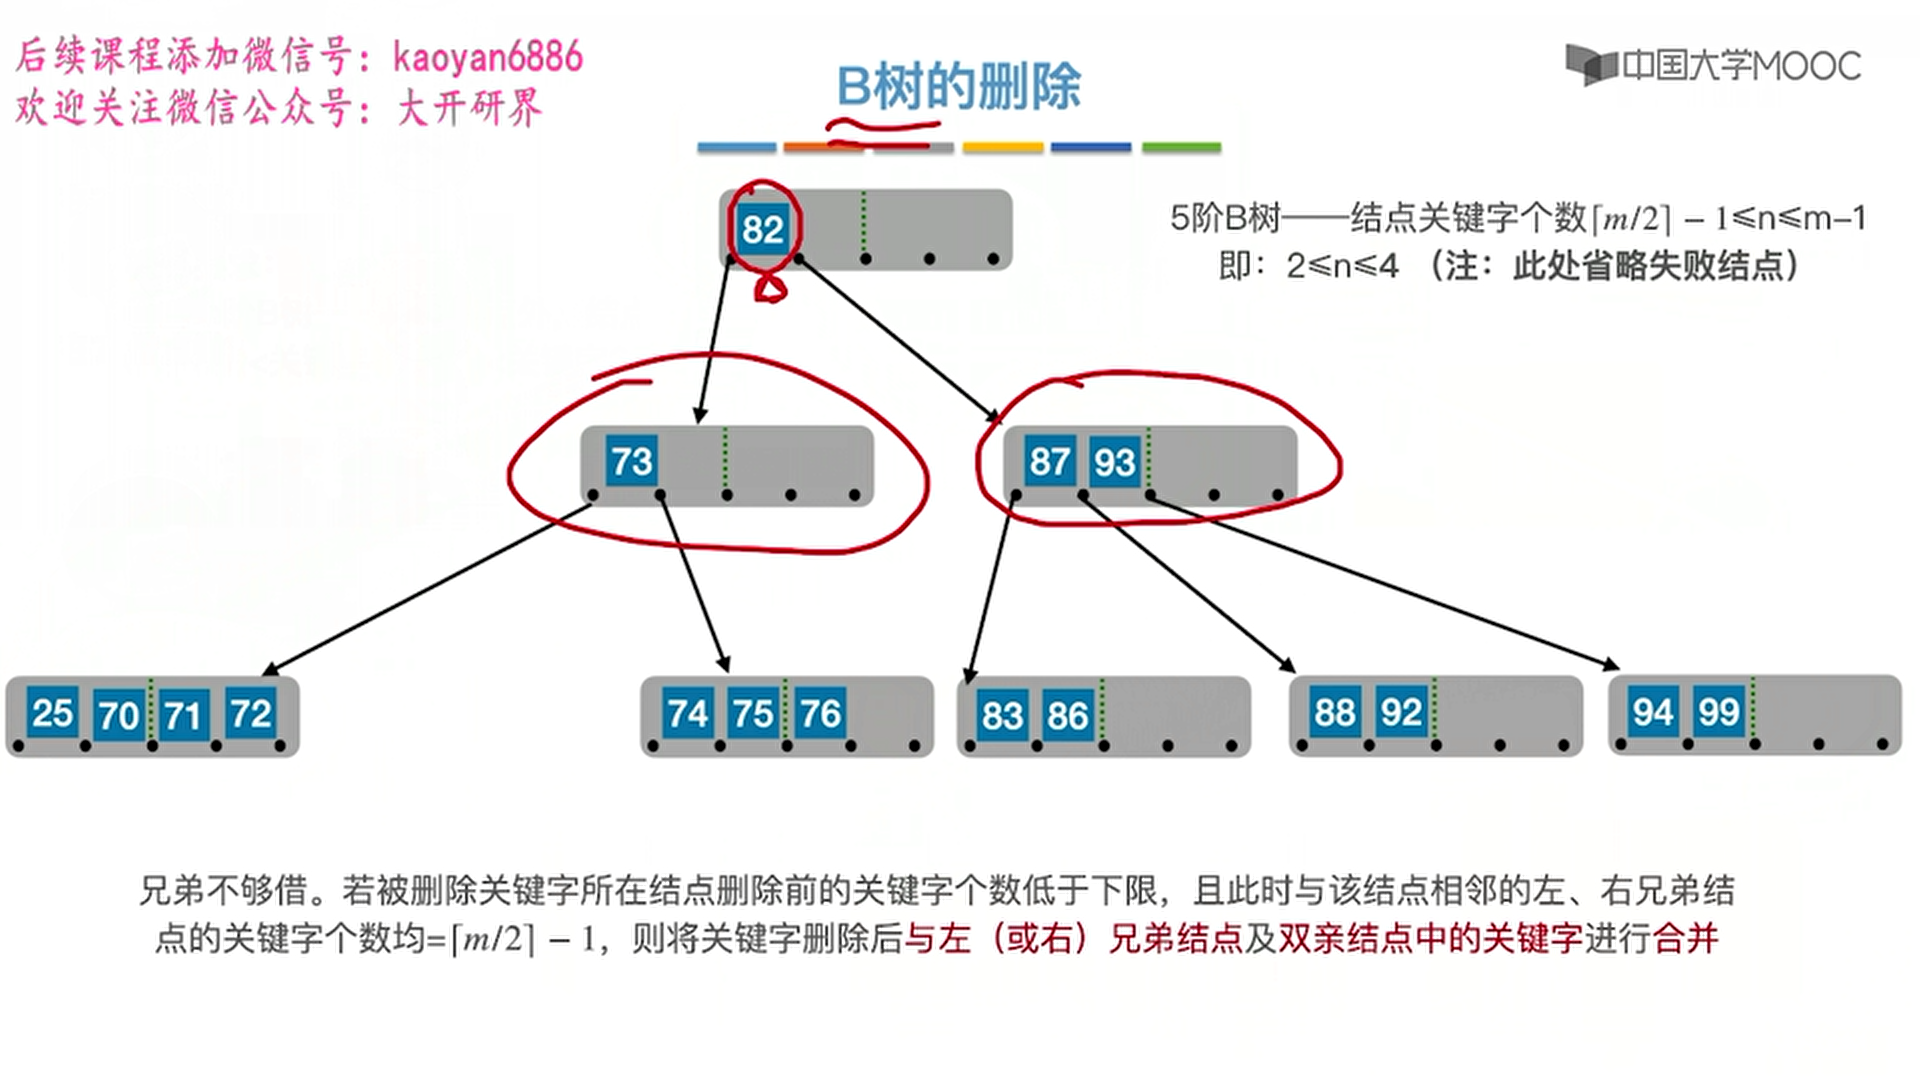 后续课程添加微信号：kaoyan6886
欢迎关注微信公众号：大开研界
中国大学MOOC
B树的删除
5阶B树——结点关键字个数⌈m/2⌉ − 1≤n≤m–1
即：2≤n≤4 （注：此处省略失败结点）
82
73
87 93
25 70 71 72
74 75 76
83 86
88 92
94 99
兄弟不够借。若被删除关键字所在结点删除前的关键字个数低于下限，且此时与该结点相邻的左、右兄弟结
点的关键字个数均=⌈m/2⌉ − 1，则将关键字删除后与左（或右）兄弟结点及双亲结点中的关键字进行合并